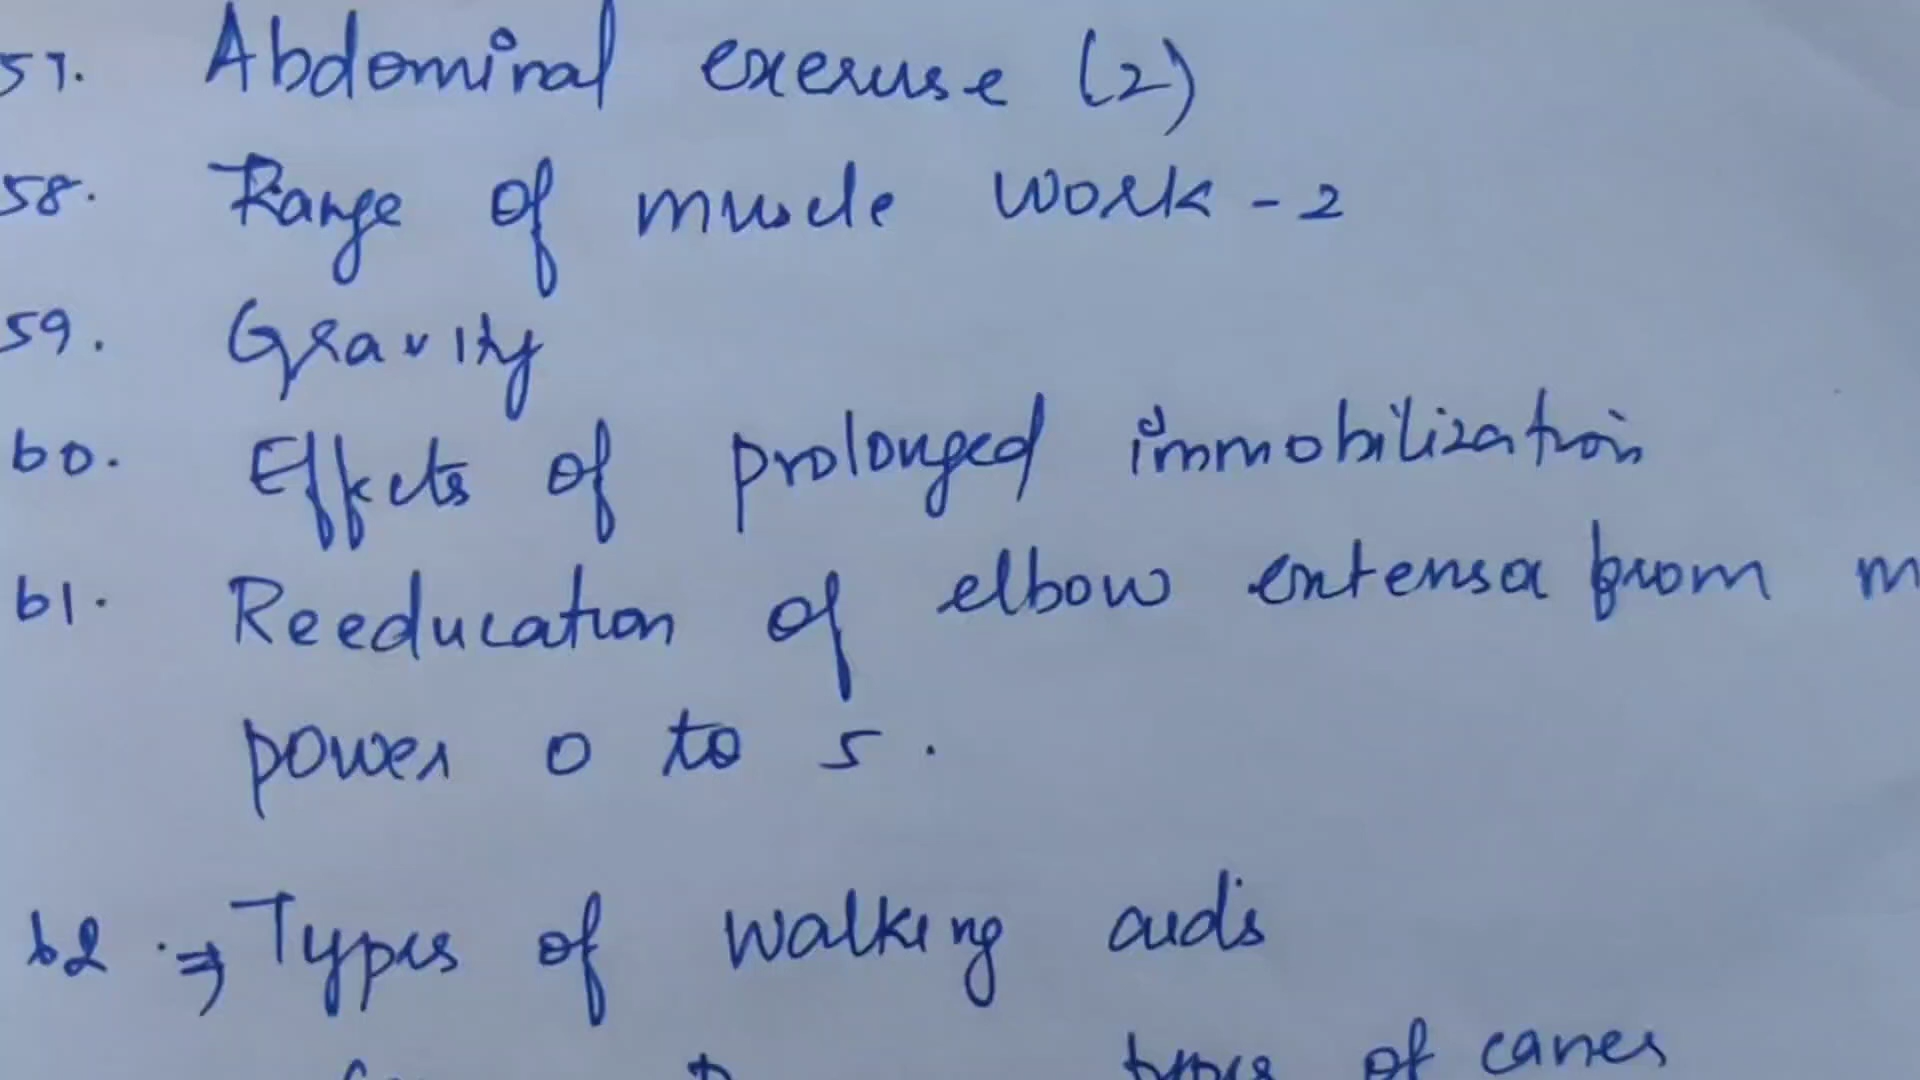 57. Abdominal exercise (2)
58. Range of muscle work - 2
59. Gravity
60. Effects of prolonged immobilization
61. Reeducation of elbow extensor from m
power 0 to 5.
62. ⇒ Types of walking aids
types of canes